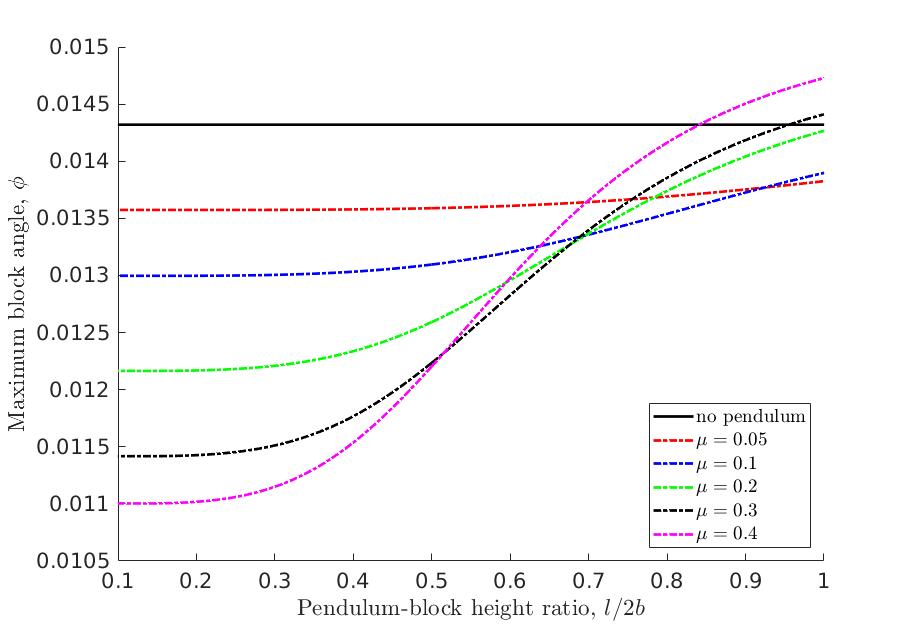 0.015
0.0145
0.014
0.0135
0.013
0.0125
0.012
0.0115
0.011
0.0105
Maximum block angle, ϕ
no pendulum
μ = 0.05
μ = 0.1
μ = 0.2
μ = 0.3
μ = 0.4
0.1 0.2 0.3 0.4 0.5 0.6 0.7 0.8 0.9 1
Pendulum-block height ratio, l/2b